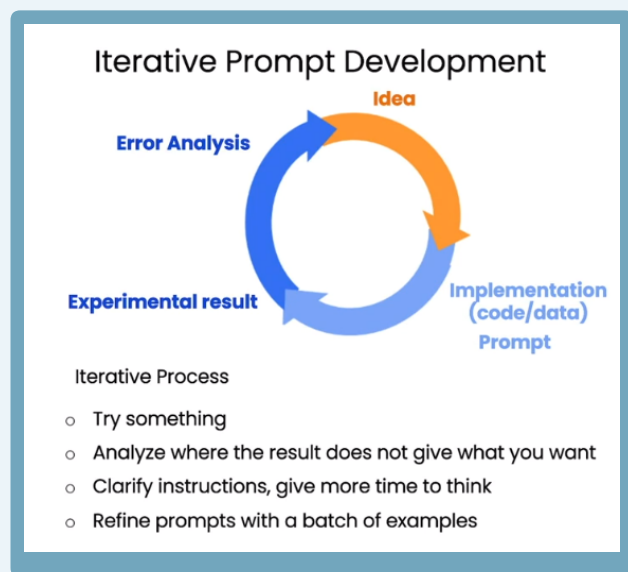 Iterative Prompt Development
Idea
Error Analysis
Implementation
(code/data)
Prompt
Experimental result
Iterative Process
Try something
Analyze where the result does not give what you want
Clarify instructions, give more time to think
Refine prompts with a batch of examples